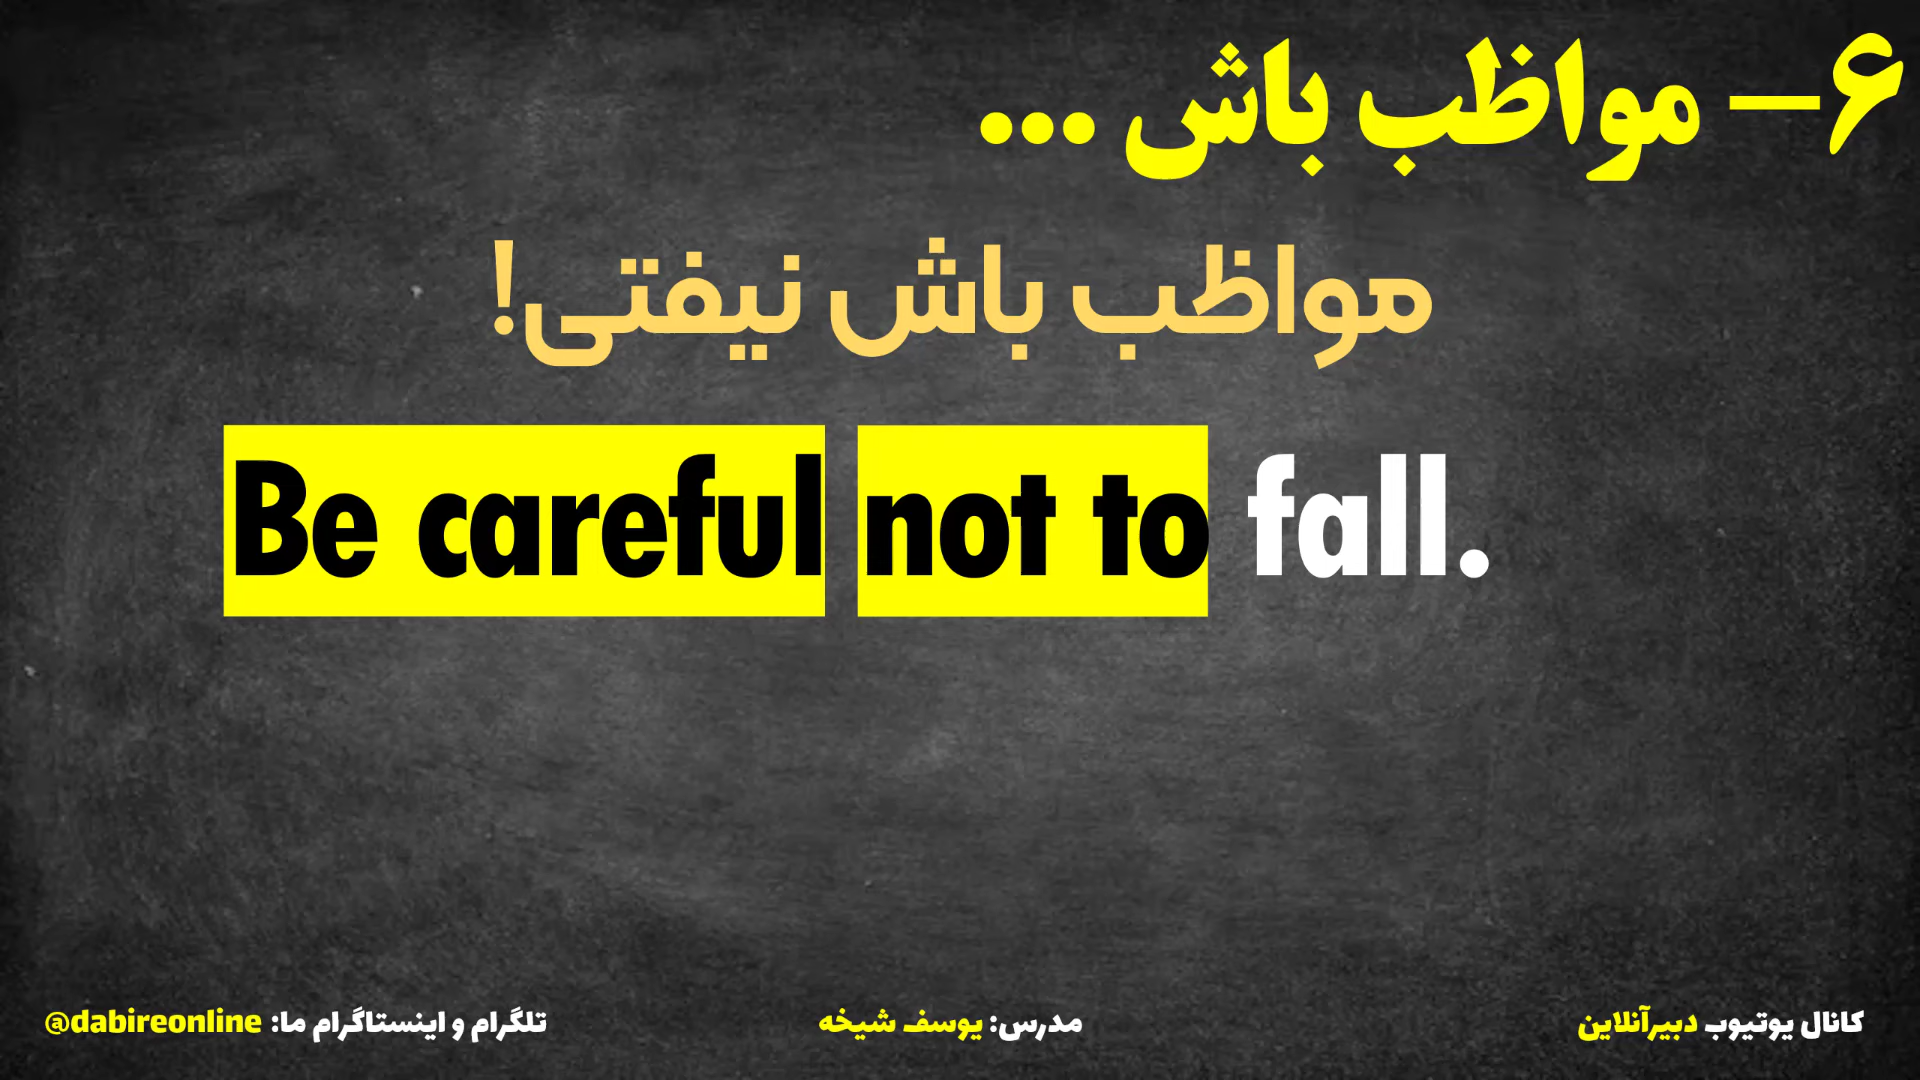 ۶– مواظب باش ...
مواظب باش نیفتی!
Be careful not to fall.
کانال یوتیوب دبیرآنلاین
مدرس: یوسف شیخه
تلگرام و اینستاگرام ما: @dabireonline